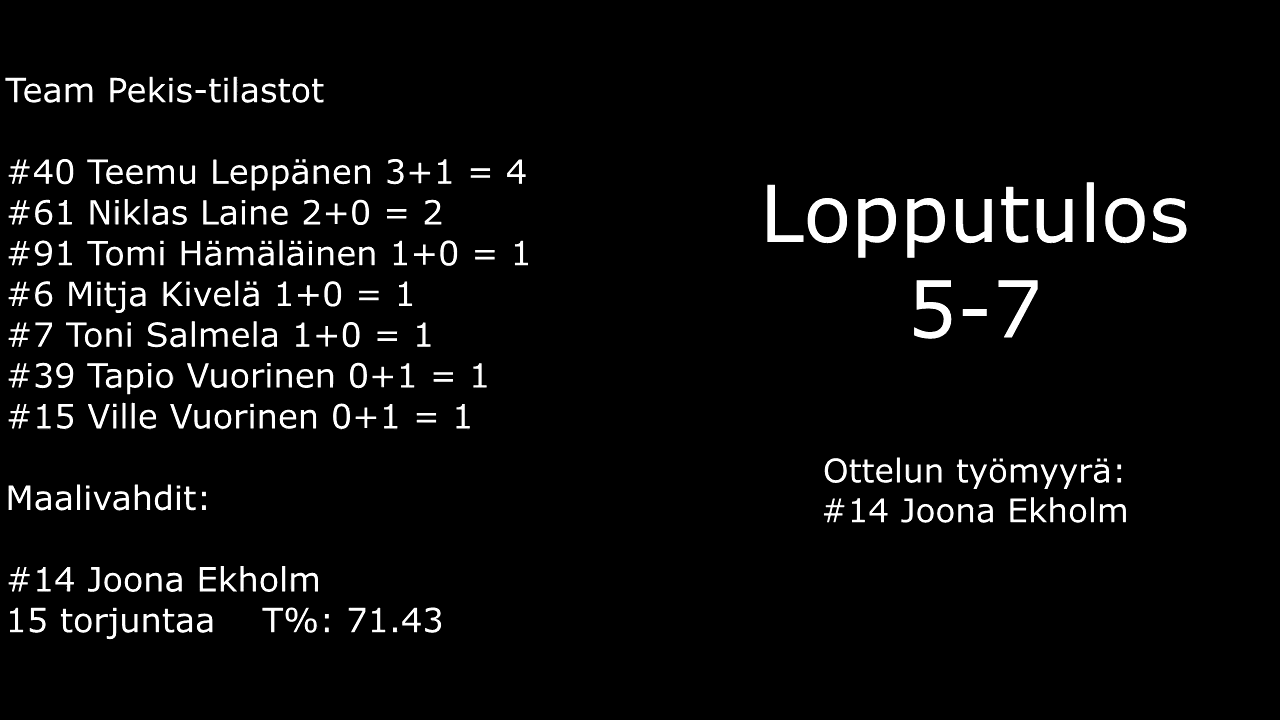 Team Pekis-tilastot
#40 Teemu Leppänen 3+1 = 4
#61 Niklas Laine 2+0 = 2
#91 Tomi Hämäläinen 1+0 = 1
#6 Mitja Kivelä 1+0 = 1
#7 Toni Salmela 1+0 = 1
#39 Tapio Vuorinen 0+1 = 1
#15 Ville Vuorinen 0+1 = 1
Maalivahdit:
#14 Joona Ekholm
15 torjuntaa T%: 71.43
Lopputulos
5-7
Ottelun työmyyrä:
#14 Joona Ekholm